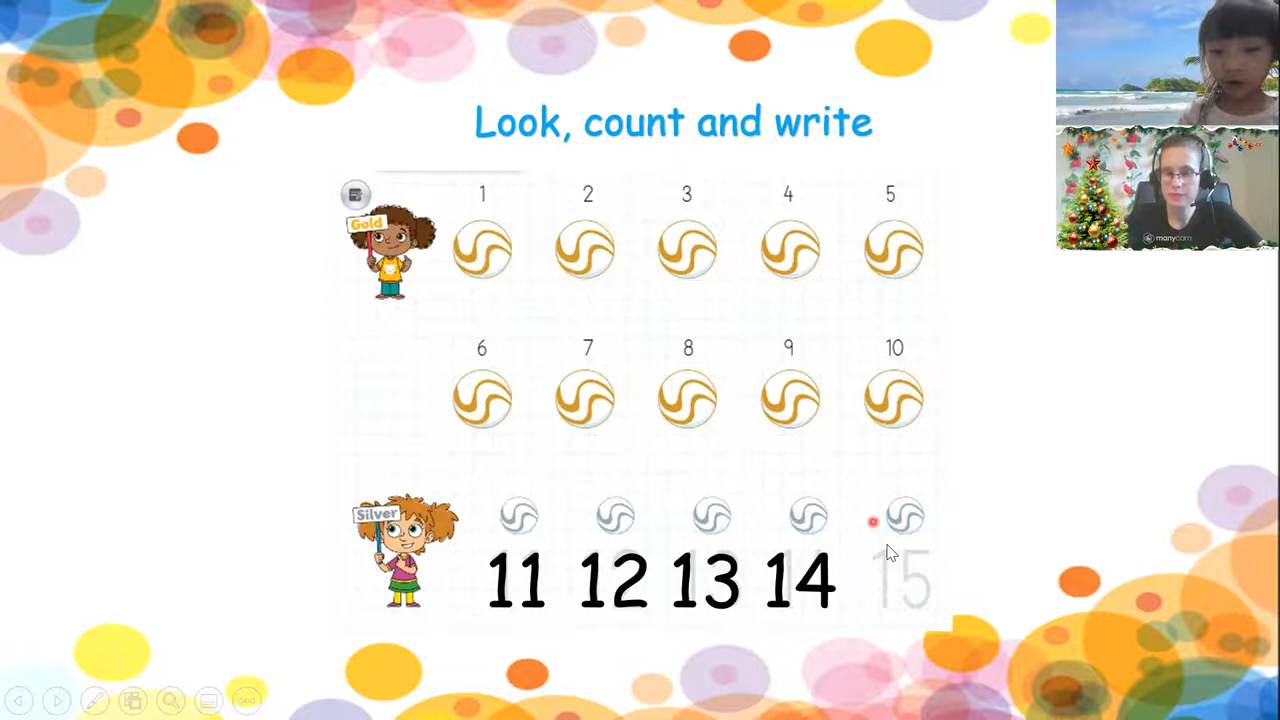 Look, count and write
1 2 3 4 5
Gold
6 7 8 9 10
Silver
11 12 13 14 15
manycam